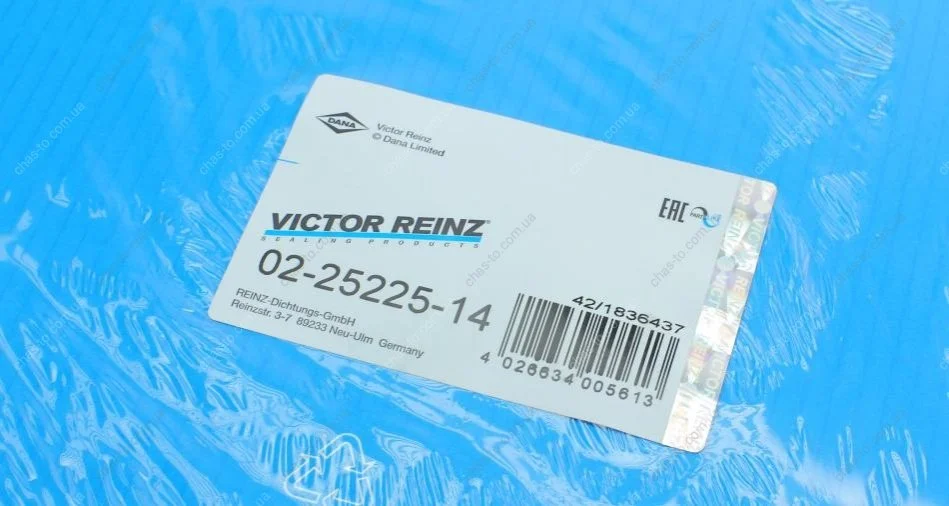 DANA
Victor Reinz
© Dana Limited
EAC
VICTOR REINZ®
SEALING PRODUCTS
02-25225-14
REINZ-Dichtungs-GmbH
Reinzstr. 3-7 89233 Neu-Ulm Germany
42/1836437
4 026634 005613
chas-to.com.ua